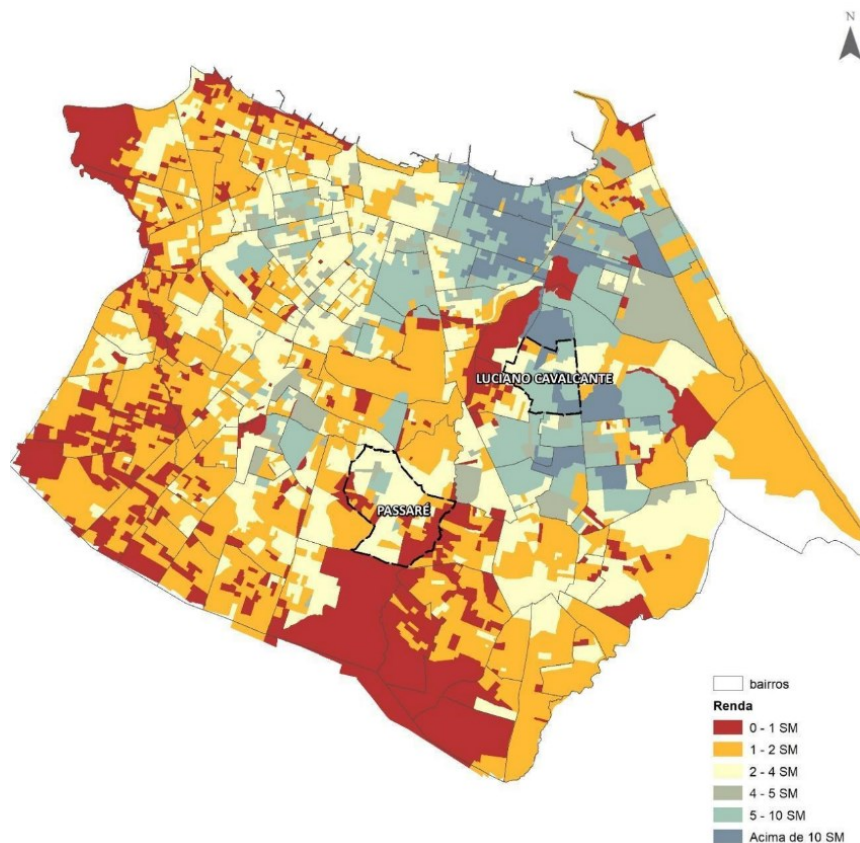 N
LUCIANO CAVALCANTE
PASSARÉ
bairros
Renda
0 - 1 SM
1 - 2 SM
2 - 4 SM
4 - 5 SM
5 - 10 SM
Acima de 10 SM